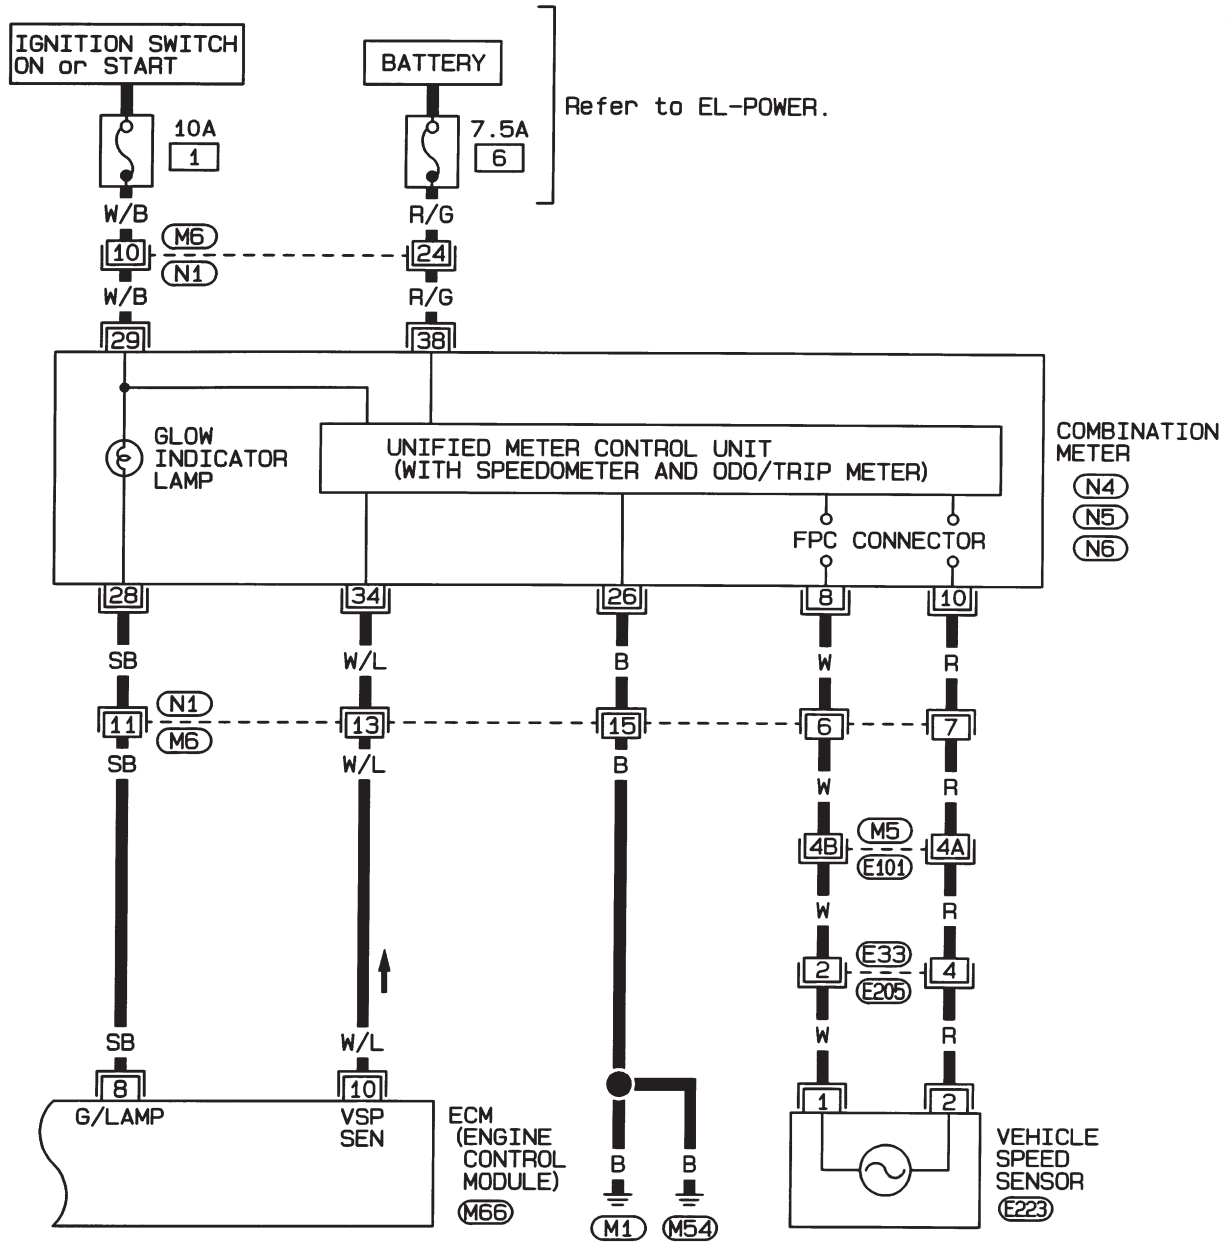 IGNITION SWITCH
ON or START
BATTERY
Refer to EL-POWER.
10A
1
7.5A
6
W/B
R/G
10
M6
N1
24
W/B
R/G
29
38
GLOW
INDICATOR
LAMP
UNIFIED METER CONTROL UNIT
(WITH SPEEDOMETER AND ODO/TRIP METER)
COMBINATION
METER
N4
N5
N6
FPC CONNECTOR
28
34
26
8
10
SB
W/L
B
W
R
11
N1
M6
13
15
6
7
SB
W/L
B
W
R
4B
M5
E101
4A
W
R
2
E33
E205
4
SB
W/L
W
R
8
10
1
2
G/LAMP
VSP
SEN
ECM
(ENGINE
CONTROL
MODULE)
M66
B
B
M1
M54
VEHICLE
SPEED
SENSOR
E223